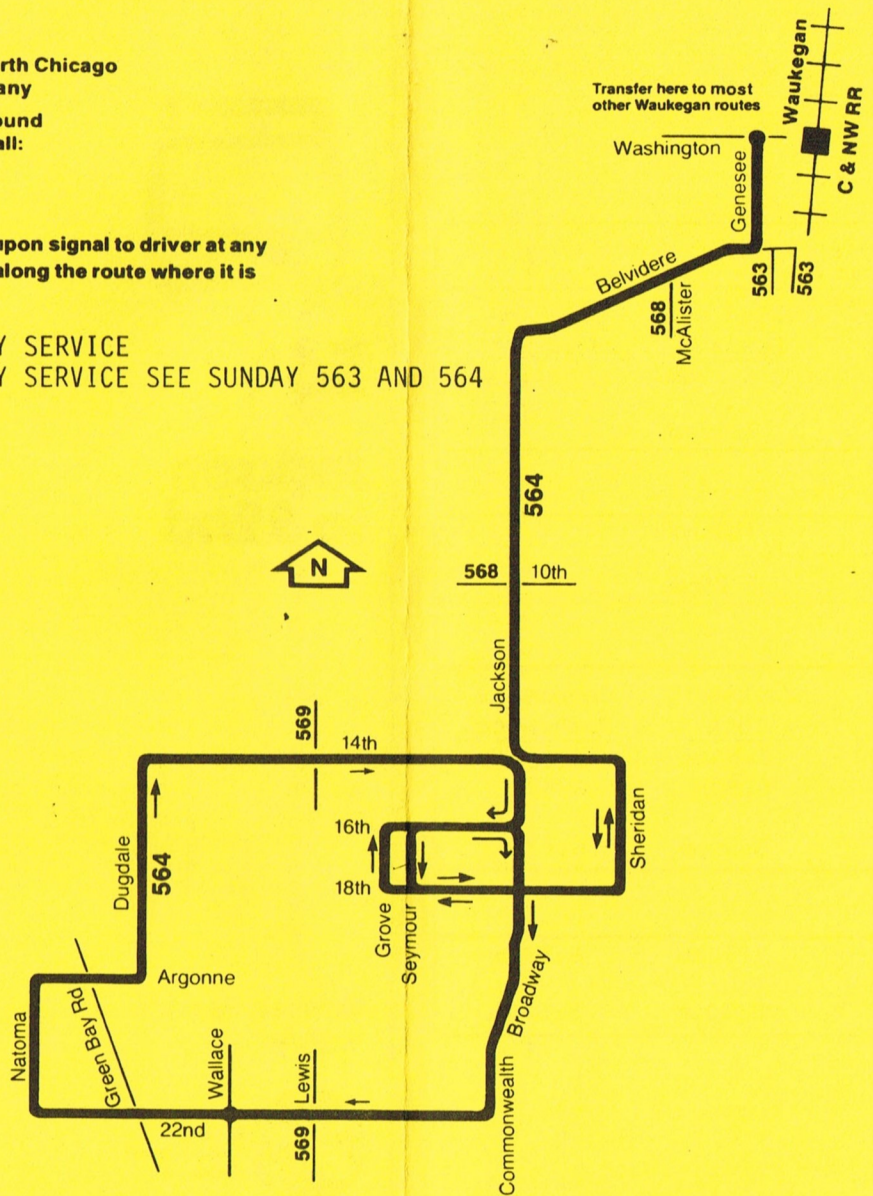 rth Chicago
any
ound
all:
upon signal to driver at any
along the route where it is
Y SERVICE
Y SERVICE SEE SUNDAY 563 AND 564
Transfer here to most
other Waukegan routes
Washington
Waukegan
C & NW RR
Genesee
Belvidere
568
McAlister
563
563
564
N
568
10th
Jackson
569
14th
16th
18th
Dugdale
564
Sheridan
Grove
Seymour
Argonne
Natoma
Green Bay Rd
Wallace
Lewis
Broadway
Commonwealth
22nd
569